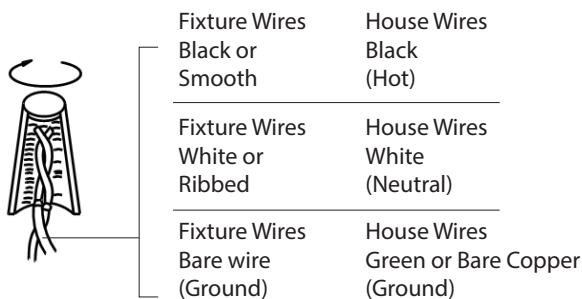 Fixture Wires House Wires
Black or Black
Smooth (Hot)
Fixture Wires House Wires
White or White
Ribbed (Neutral)
Fixture Wires House Wires
Bare wire Green or Bare Copper
(Ground) (Ground)